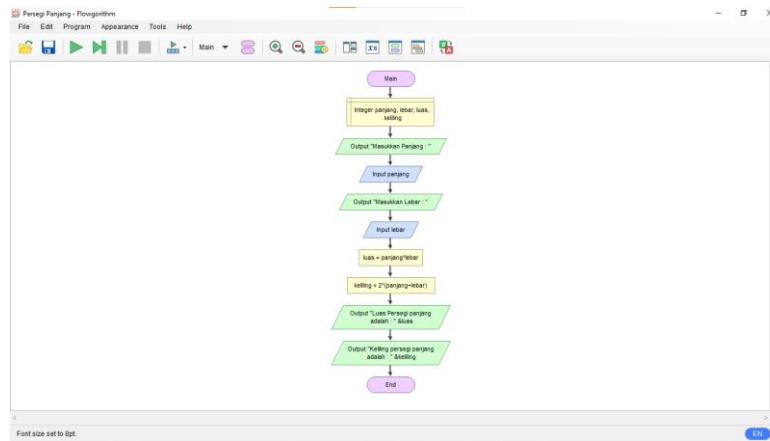 Persegi Panjang - Flowgorithm
File Edit Program Appearance Tools Help
Main
Main
Integer panjang, lebar, luas,
keliling
Output "Masukkan Panjang : "
Input panjang
Output "Masukkan Lebar : "
Input lebar
luas = panjang*lebar
keliling = 2*(panjang+lebar)
Output "Luas Persegi panjang
adalah : " &luas
Output "Keliling persegi panjang
adalah : " &keliling
End
Font size set to 8pt.
EN